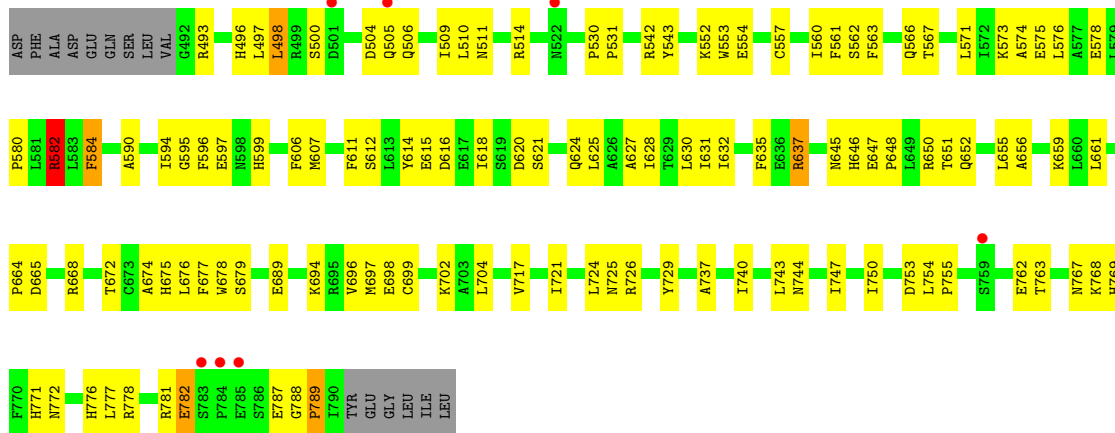 ASP PHE ALA ASP GLU GLN SER LEU VAL G492 R493 H496 L497 L498 R499 S500 D501 D504 Q505 Q506 I509 L510 N511 R514 N522 P530 P531 R542 Y543 K552 W553 E554 C557 I560 F561 S562 F563 Q566 T567 L571 I572 K573 A574 E575 L576 A577 E578 L579
P580 L581 R582 L583 F584 A590 I594 G595 F596 E597 N598 H599 F606 M607 F611 S612 L613 Y614 E615 D616 E617 I618 S619 D620 S621 Q624 L625 A626 A627 I628 T629 L630 I631 I632 F635 E636 R637 N645 H646 E647 P648 L649 R650 T651 Q652 L655 A656 K659 L660 L661
P664 D665 R668 T672 C673 A674 H675 L676 F677 W678 S679 E689 K694 R695 V696 M697 E698 C699 K702 A703 L704 V717 I721 L724 N725 R726 Y729 A737 I740 L743 N744 I747 I750 D753 L754 P755 S759 E762 T763 N767 K768 H769
F770 H771 N772 H776 L777 R778 R781 E782 S783 P784 E785 S786 E787 G788 P789 I790 TYR GLU GLY LEU ILE LEU